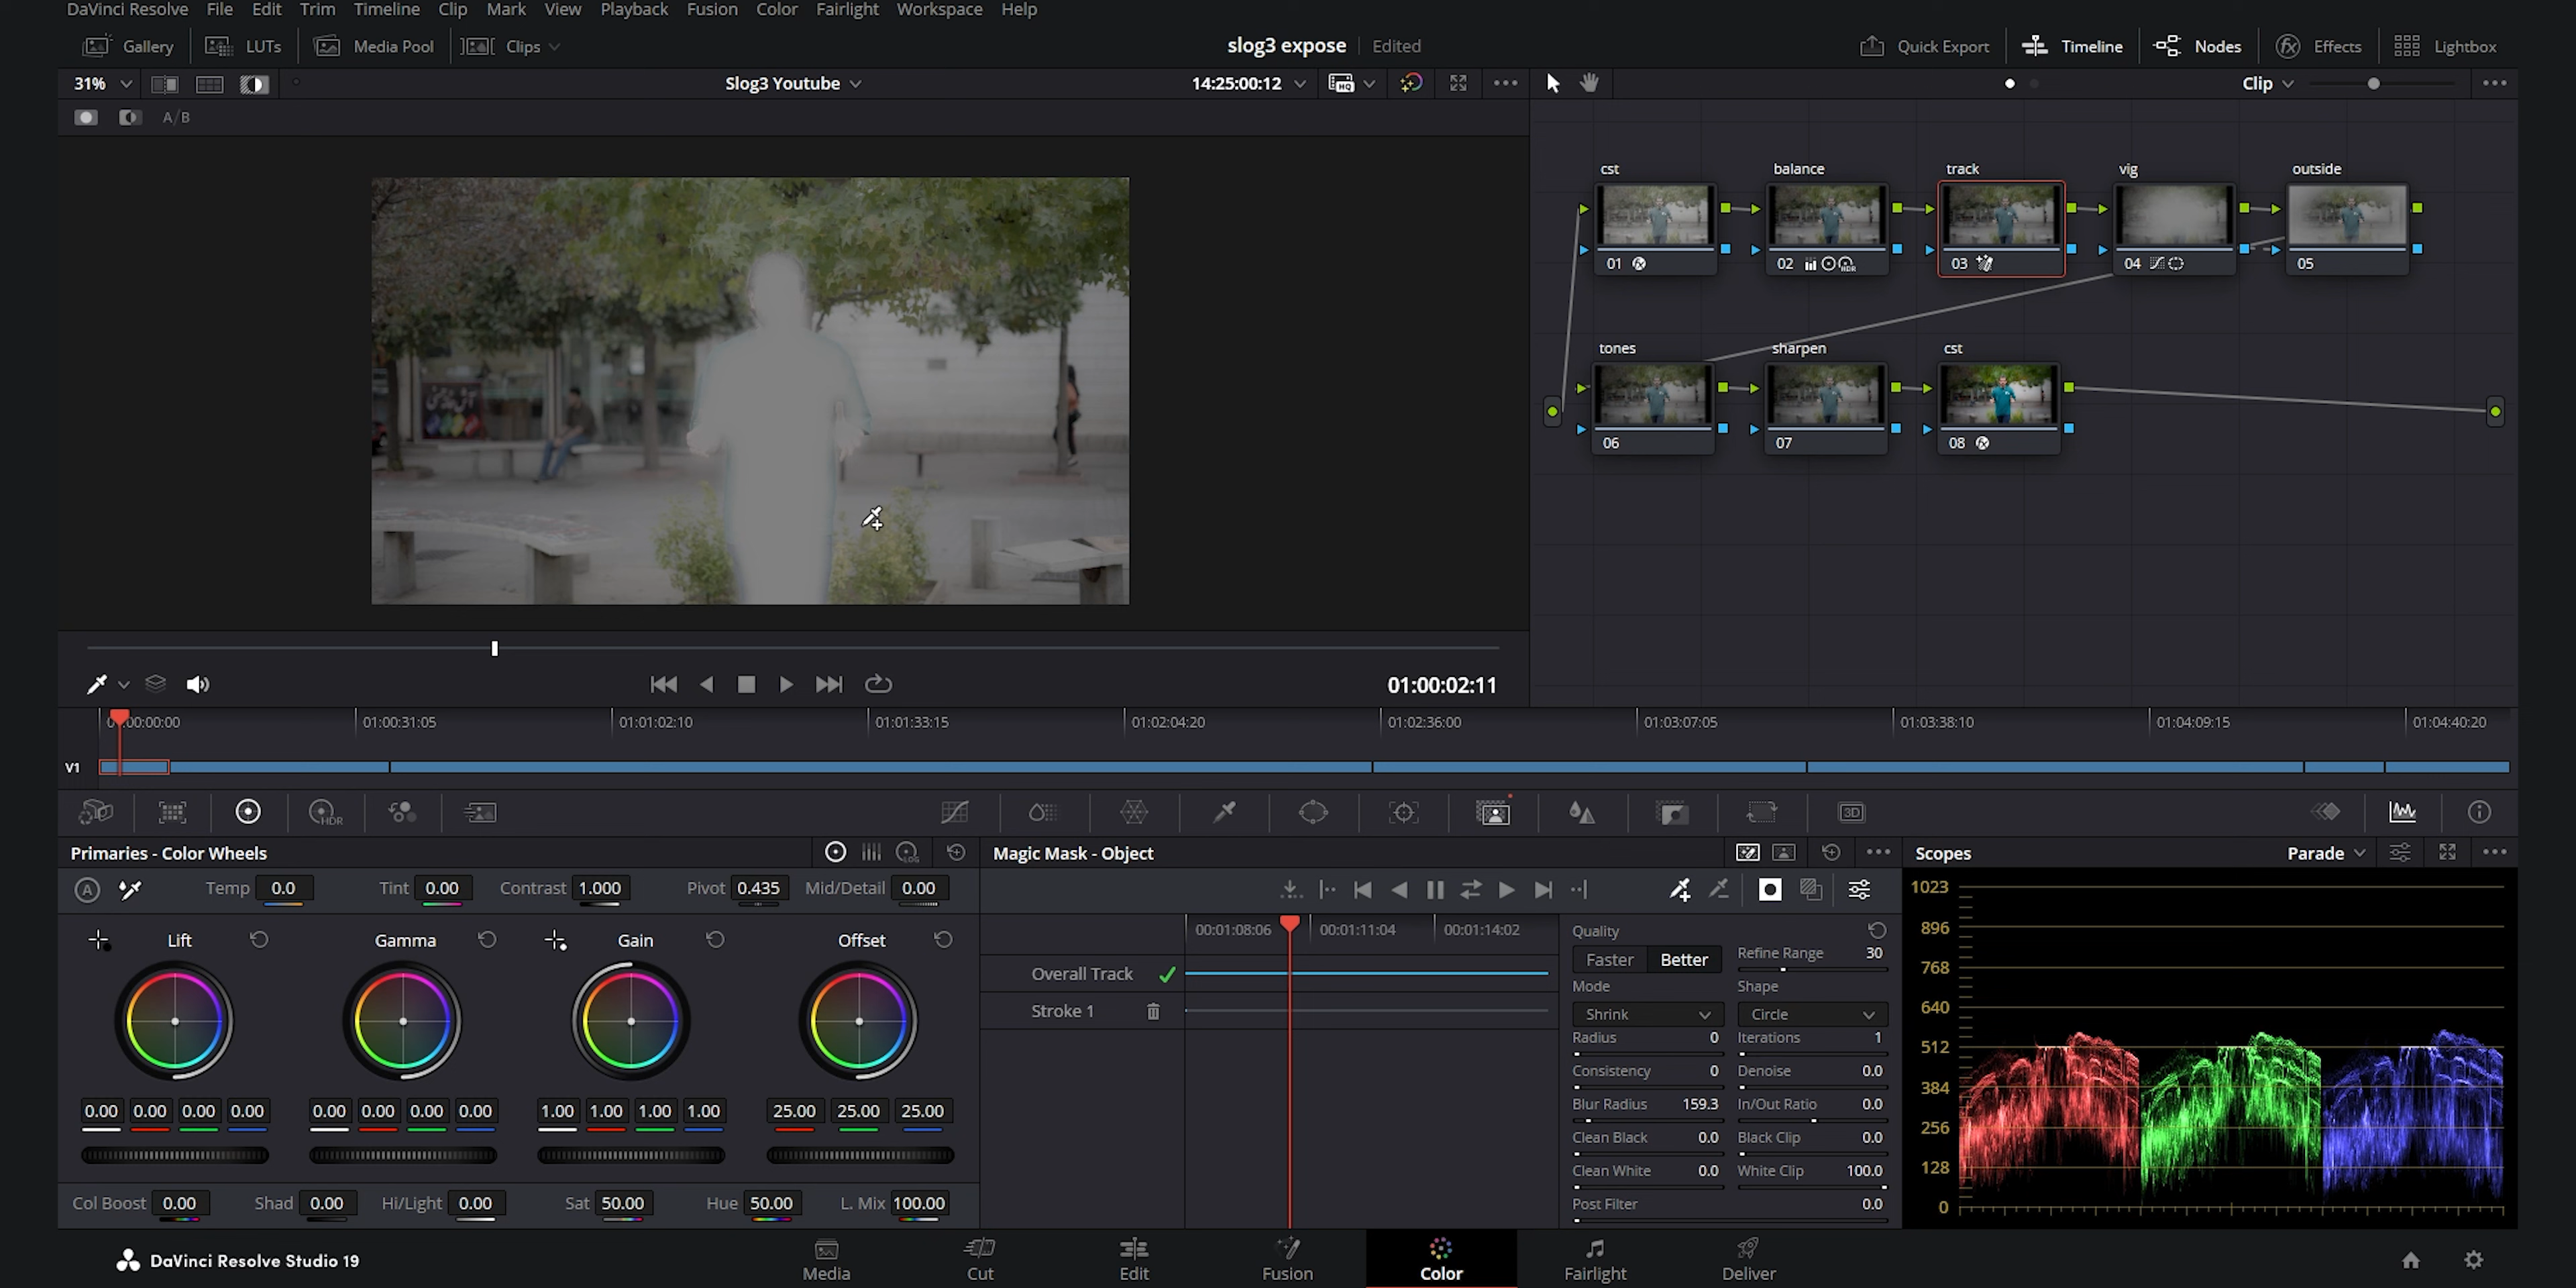 DaVinci Resolve File Edit Trim Timeline Clip Mark View Playback Fusion Color Fairlight Workspace Help
Gallery LUTs Media Pool Clips slog3 expose Edited Quick Export Timeline Nodes Effects Lightbox
31% Slog3 Youtube 14:25:00:12 HQ Clip
A/B
cst balance track vig outside
01 02 HDR 03 04 05
tones sharpen cst
06 07 08
01:00:02:11
00:00:00 01:00:31:05 01:01:02:10 01:01:33:15 01:02:04:20 01:02:36:00 01:03:07:05 01:03:38:10 01:04:09:15 01:04:40:20
V1
HDR 3D
Primaries - Color Wheels LOG Magic Mask - Object Scopes Parade
A Temp 0.0 Tint 0.00 Contrast 1.000 Pivot 0.435 Mid/Detail 0.00
Lift Gamma Gain Offset
0.00 0.00 0.00 0.00 0.00 0.00 0.00 0.00 1.00 1.00 1.00 1.00 25.00 25.00 25.00
Col Boost 0.00 Shad 0.00 Hi/Light 0.00 Sat 50.00 Hue 50.00 L. Mix 100.00
00:01:08:06 00:01:11:04 00:01:14:02
Overall Track
Stroke 1
Quality
Faster Better Refine Range 30
Mode Shape
Shrink Circle
Radius 0 Iterations 1
Consistency 0 Denoise 0.0
Blur Radius 159.3 In/Out Ratio 0.0
Clean Black 0.0 Black Clip 0.0
Clean White 0.0 White Clip 100.0
Post Filter 0.0
1023
896
768
640
512
384
256
128
0
DaVinci Resolve Studio 19 Media Cut Edit Fusion Color Fairlight Deliver